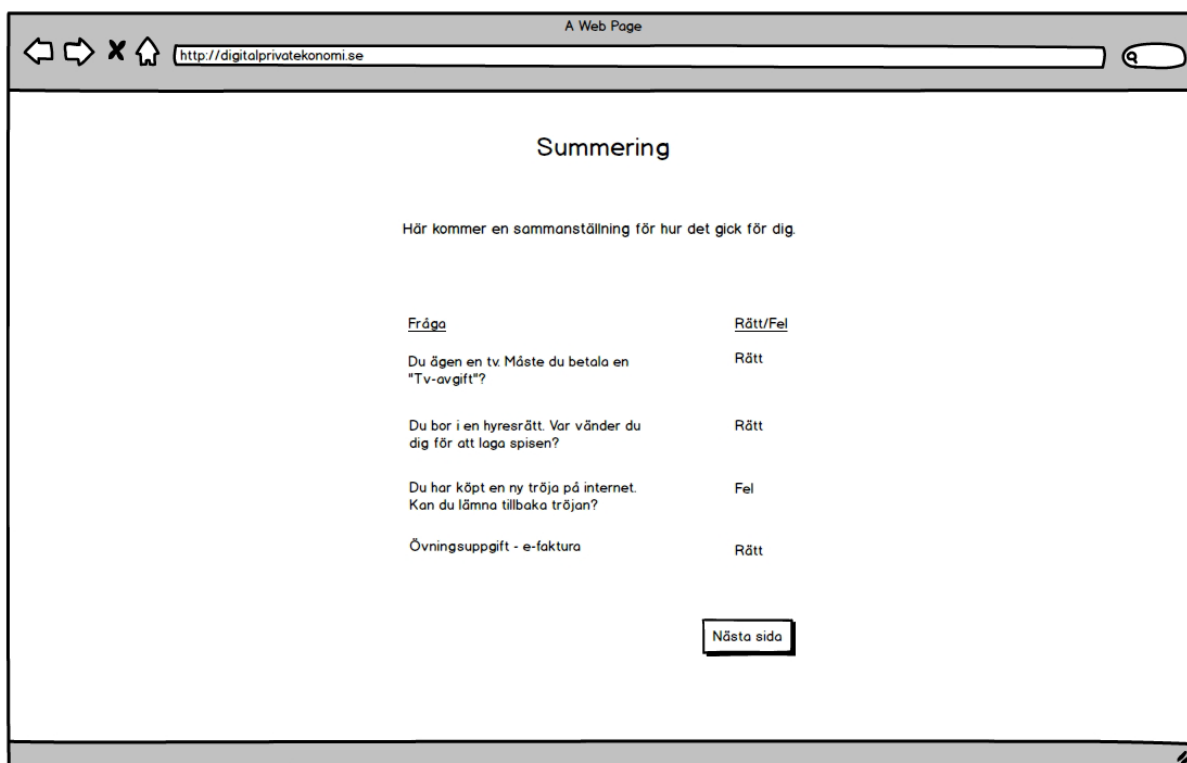 A Web Page
http://digitalprivatekonomi.se
Summering
Här kommer en sammanställning för hur det gick för dig.
Fråga
Rätt/Fel
Du ägen en tv. Måste du betala en
"Tv-avgift"?
Rätt
Du bor i en hyresrätt. Var vänder du
dig för att laga spisen?
Rätt
Du har köpt en ny tröja på internet.
Kan du lämna tillbaka tröjan?
Fel
Övningsuppgift - e-faktura
Rätt
Nästa sida